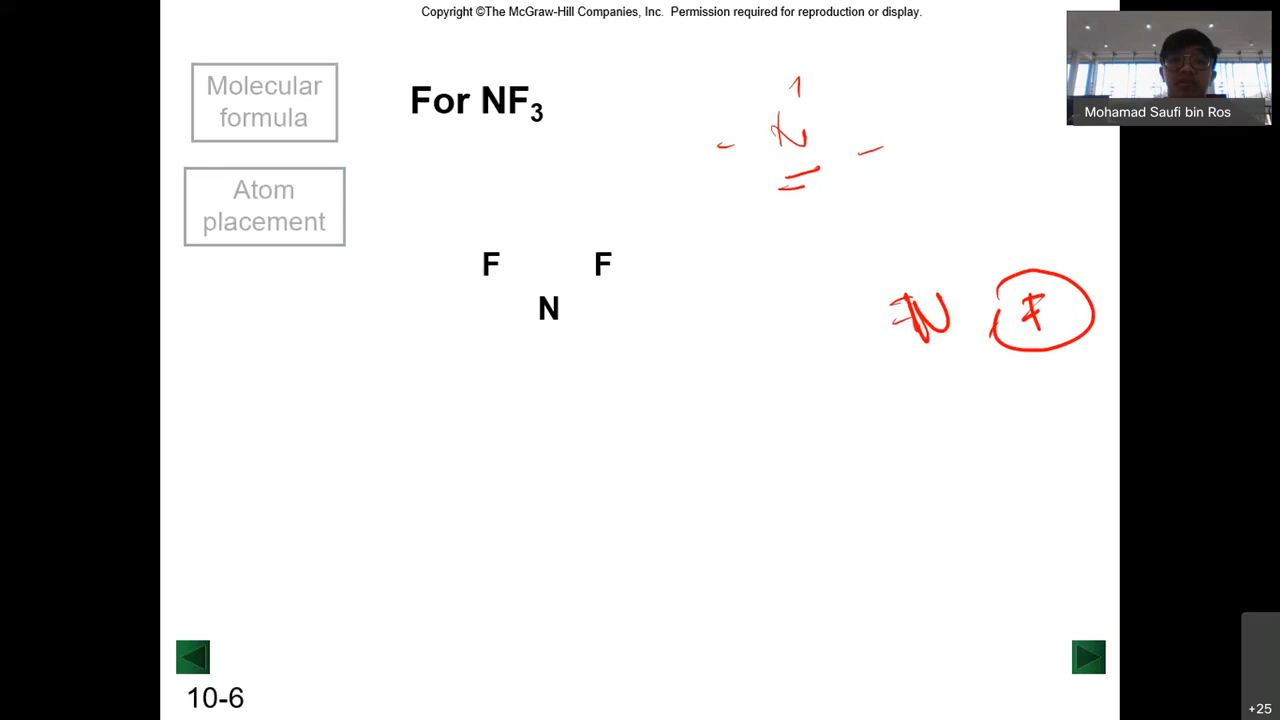 Copyright ©The McGraw-Hill Companies, Inc. Permission required for reproduction or display.
Molecular
formula
For NF₃
N
Mohamad Saufi bin Ros
Atom
placement
F F
N
N F
10-6
+25